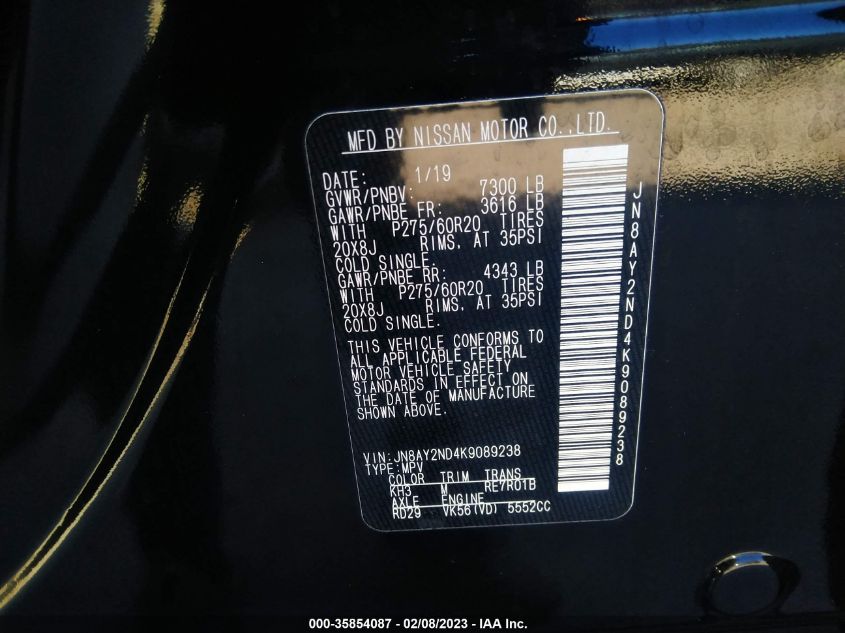 MFD BY NISSAN MOTOR CO.,LTD.
DATE: 1/19
GVWR/PNBV: 7300 LB
GAWR/PNBE FR: 3616 LB
WITH P275/60R20 TIRES
20X8J RIMS, AT 35PSI
COLD SINGLE.
GAWR/PNBE RR: 4343 LB
WITH P275/60R20 TIRES
20X8J RIMS, AT 35PSI
COLD SINGLE.
THIS VEHICLE CONFORMS TO
ALL APPLICABLE FEDERAL
MOTOR VEHICLE SAFETY
STANDARDS IN EFFECT ON
THE DATE OF MANUFACTURE
SHOWN ABOVE.
VIN:JN8AY2ND4K9089238
TYPE:MPV
COLOR TRIM TRANS
KH3 M RE7R01B
AXLE ENGINE
RD29 VK56(VD) 5552CC
JN8AY2ND4K9089238
000-35854087 - 02/08/2023 - IAA Inc.